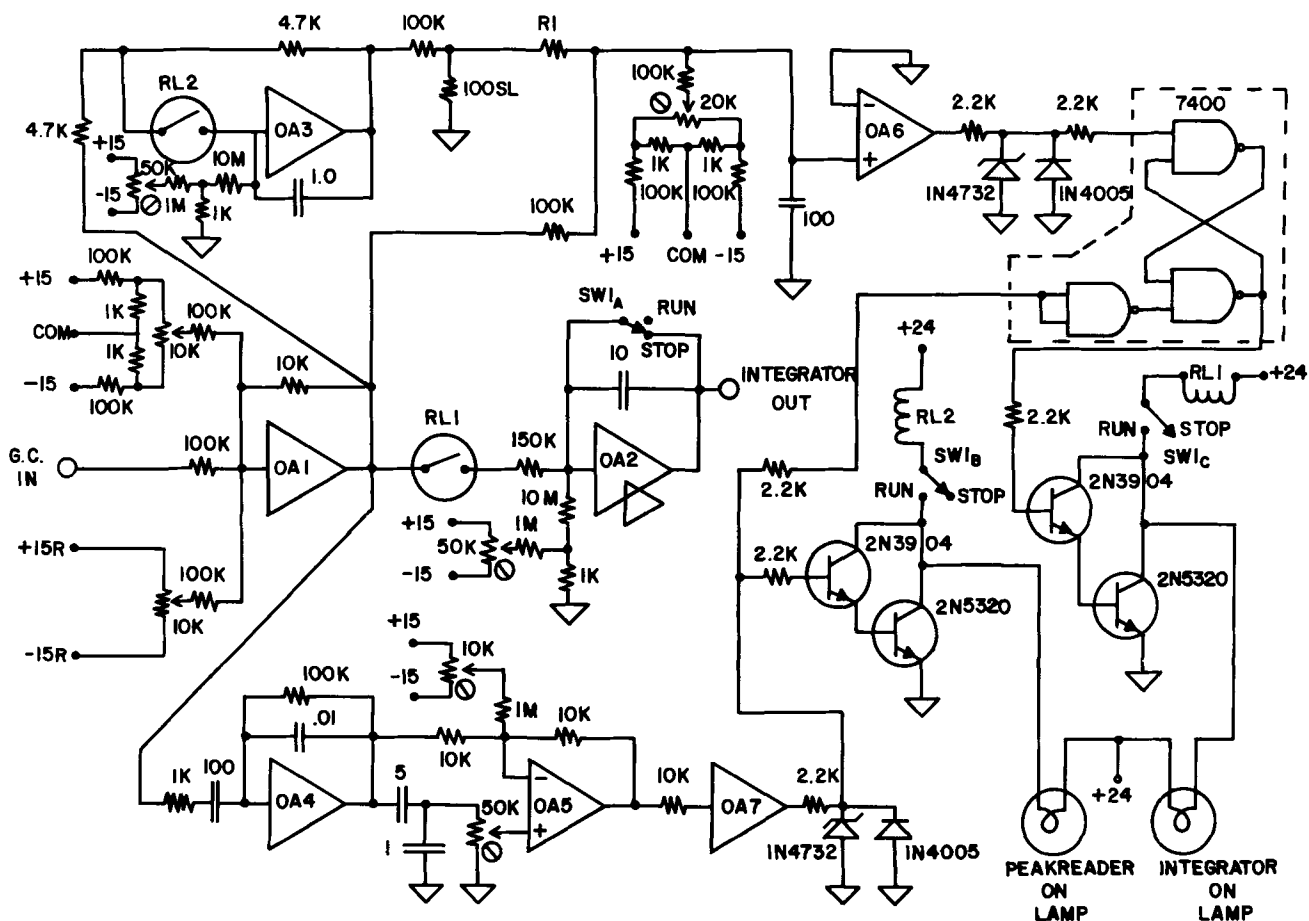 4.7K
100K
R1
RL2
100SL
100K
20K
2.2K
2.2K
7400
4.7K
OA3
OA6
+15
50K
10M
1K
1K
-15
1M
1K
1.0
100K
100K
1N4732
1N4005
100K
100
+15
COM
-15
100K
+15
1K
100K
SW1A
RUN
COM
STOP
+24
1K
10K
10
-15
10K
INTEGRATOR
OUT
RL1
+24
100K
RL1
RL2
2.2K
RUN
STOP
G.C.
IN
100K
OA1
150K
OA2
SW1B
SW1C
10M
2.2K
RUN
STOP
2N3904
+15
1M
+15R
50K
2.2K
2N3904
100K
-15
1K
2N5320
10K
2N5320
-15R
+15
10K
100K
-15
.01
1M
10K
10K
1K
100
5
2.2K
OA4
50K
OA5
10K
OA7
+24
1
1N4732
1N4005
PEAKREADER
ON
LAMP
INTEGRATOR
ON
LAMP
-
+
-
+